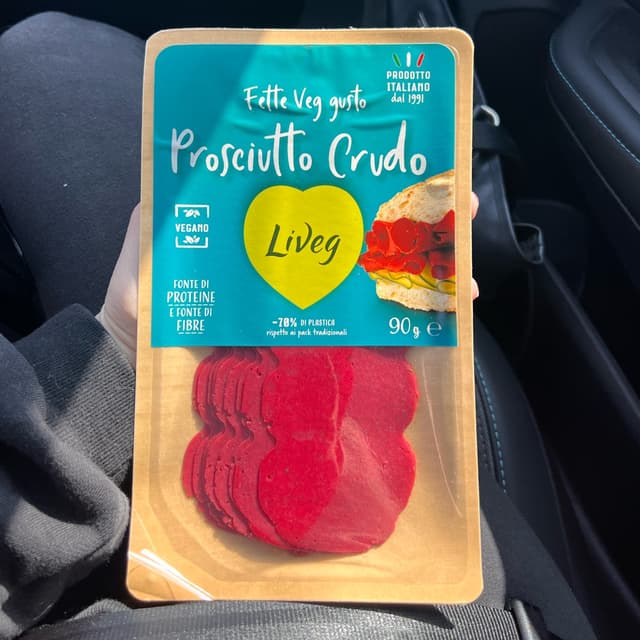 PRODOTTO
ITALIANO
dal 1991
Fette Veg gusto
Prosciutto Crudo
VEGANO
Liveg
FONTE DI
PROTEINE
E FONTE DI
FIBRE
-70% DI PLASTICA
rispetto ai pack tradizionali
90g e